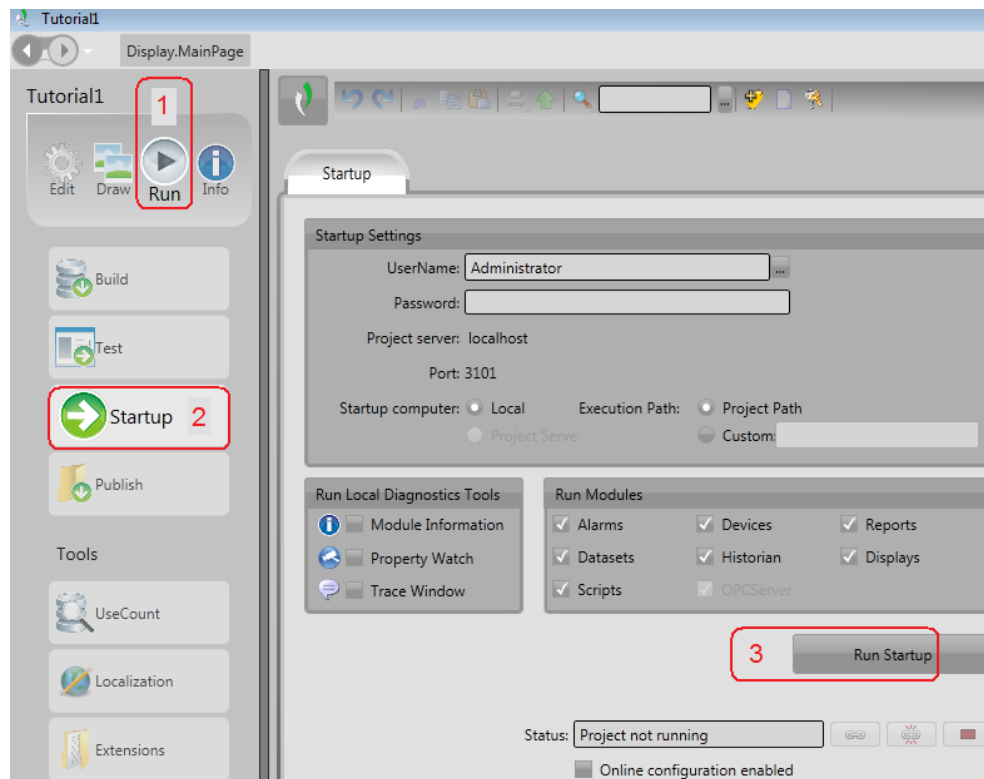 Tutorial1
Display.MainPage
Tutorial1
1
Edit Draw Run Info
Build
Test
Startup 2
Publish
Tools
UseCount
Localization
Extensions
...
Startup
Startup Settings
UserName: Administrator ...
Password:
Project server: localhost
Port: 3101
Startup computer: Local Execution Path: Project Path
Project Serve Custom:
Run Local Diagnostics Tools
Module Information
Property Watch
Trace Window
Run Modules
Alarms Devices Reports
Datasets Historian Displays
Scripts OPCServer
3 Run Startup
Status: Project not running
Online configuration enabled